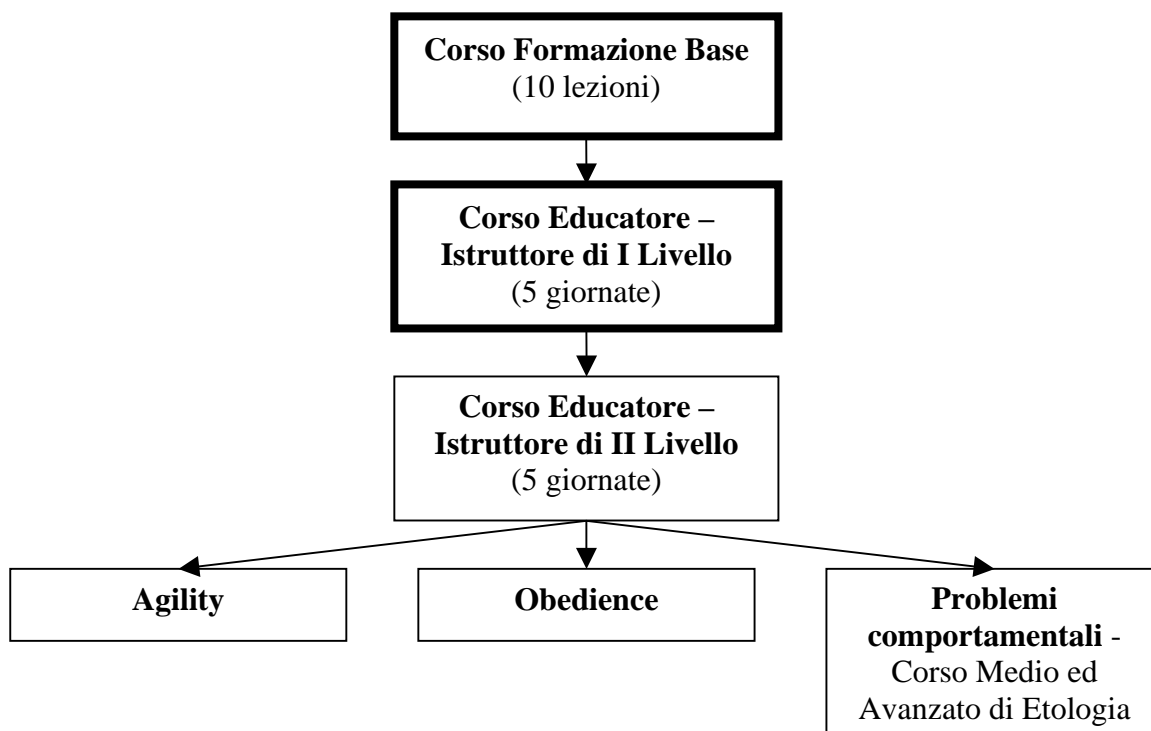 Corso Formazione Base
(10 lezioni)
Corso Educatore –
Istruttore di I Livello
(5 giornate)
Corso Educatore –
Istruttore di II Livello
(5 giornate)
Agility
Obedience
Problemi
comportamentali -
Corso Medio ed
Avanzato di Etologia